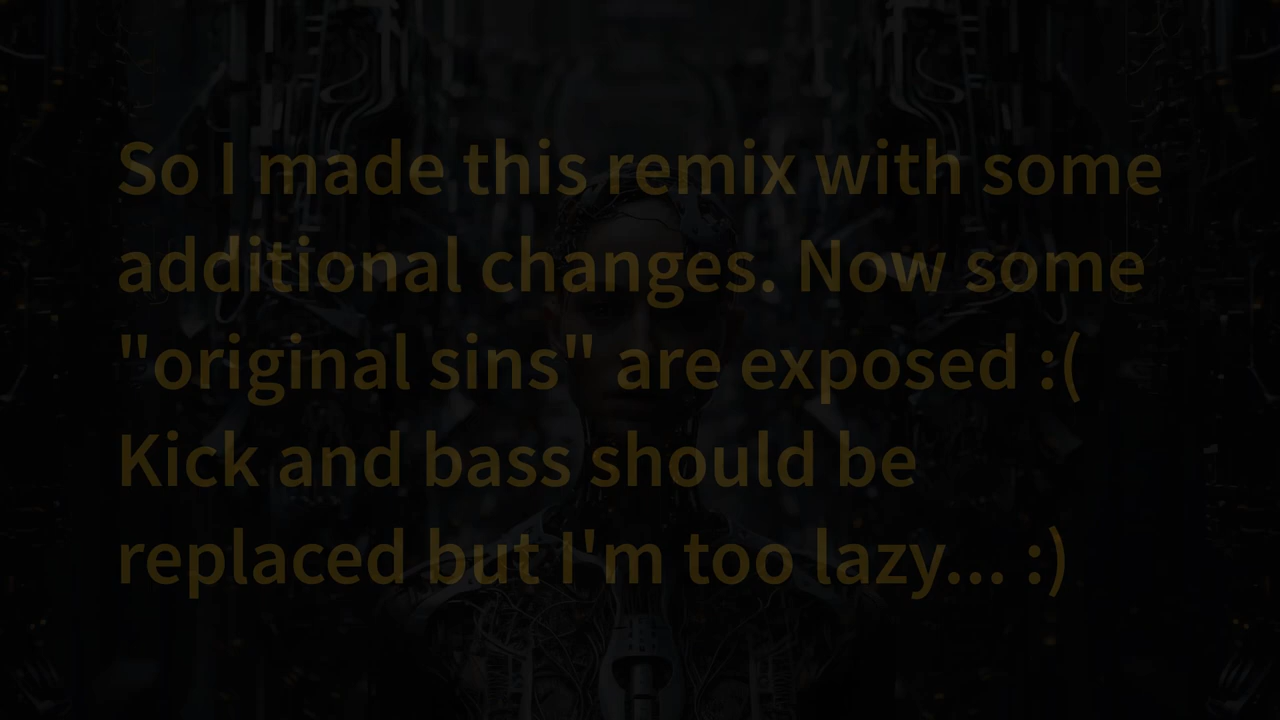 So I made this remix with some
additional changes. Now some
"original sins"  are exposed :(
Kick and bass should be
replaced but I'm too lazy... :)